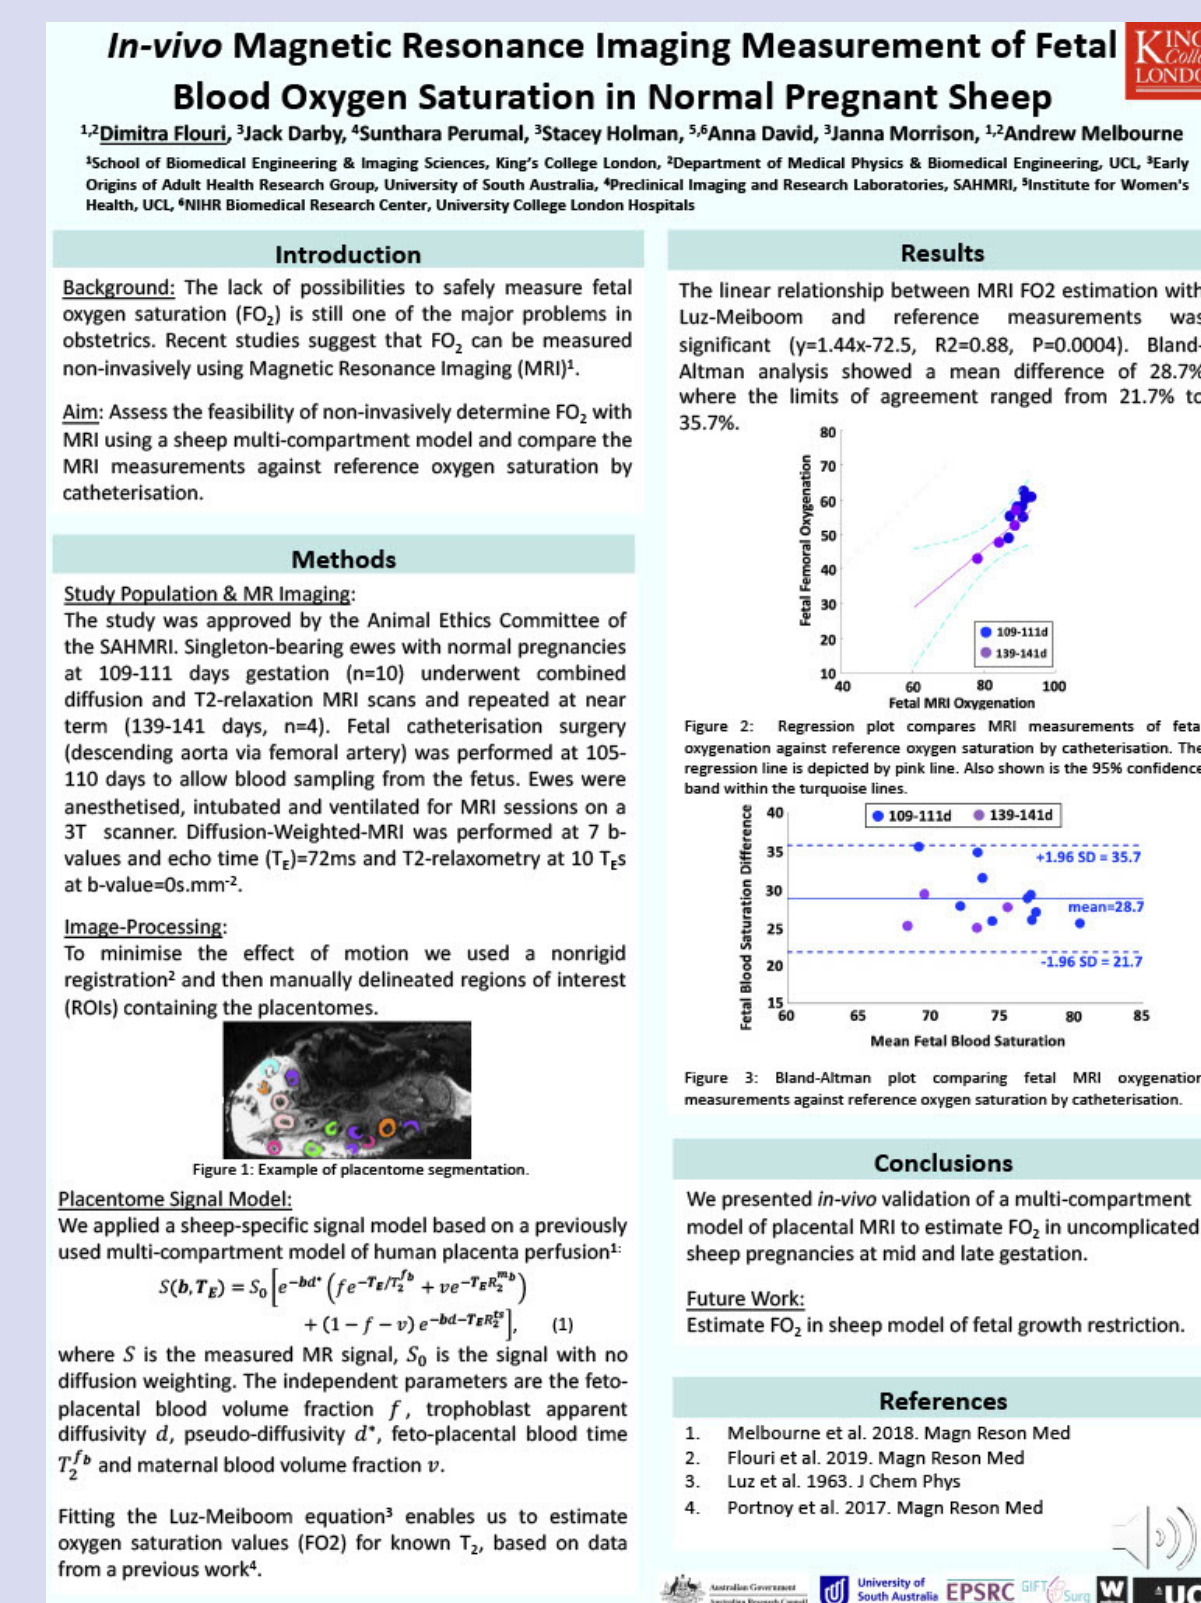 In-vivo Magnetic Resonance Imaging Measurement of Fetal
Blood Oxygen Saturation in Normal Pregnant Sheep
KING
LONDO
1,2Dimitra Flouri, 3Jack Darby, 4Sunthara Perumal, 3Stacey Holman, 5,6Anna David, 3Janna Morrison, 1,2Andrew Melbourne
1School of Biomedical Engineering & Imaging Sciences, King's College London, 2Department of Medical Physics & Biomedical Engineering, UCL, 3Early
Origins of Adult Health Research Group, University of South Australia, 4Preclinical Imaging and Research Laboratories, SAHMRI, 5Institute for Women's
Health, UCL, 6NIHR Biomedical Research Center, University College London Hospitals
Introduction
Background: The lack of possibilities to safely measure fetal
oxygen saturation (FO2) is still one of the major problems in
obstetrics. Recent studies suggest that FO2 can be measured
non-invasively using Magnetic Resonance Imaging (MRI)1.
Aim: Assess the feasibility of non-invasively determine FO2 with
MRI using a sheep multi-compartment model and compare the
MRI measurements against reference oxygen saturation by
catheterisation.
Methods
Study Population & MR Imaging:
The study was approved by the Animal Ethics Committee of
the SAHMRI. Singleton-bearing ewes with normal pregnancies
at 109-111 days gestation (n=10) underwent combined
diffusion and T2-relaxation MRI scans and repeated at near
term (139-141 days, n=4). Fetal catheterisation surgery
(descending aorta via femoral artery) was performed at 105-
110 days to allow blood sampling from the fetus. Ewes were
anesthetised, intubated and ventilated for MRI sessions on a
3T scanner. Diffusion-Weighted-MRI was performed at 7 b-
values and echo time (TE)=72ms and T2-relaxometry at 10 TEs
at b-value=0s.mm-2.
Image-Processing:
To minimise the effect of motion we used a nonrigid
registration2 and then manually delineated regions of interest
(ROIs) containing the placentomes.
Figure 1: Example of placentome segmentation.
Placentome Signal Model:
We applied a sheep-specific signal model based on a previously
used multi-compartment model of human placenta perfusion1:
S(b, TE) = S0 [e^-bd* (fe^-TE/T2^fb + ve^-TER2^mb)
+ (1 − f − v) e^-bd-TER2^ts], (1)
where S is the measured MR signal, S0 is the signal with no
diffusion weighting. The independent parameters are the feto-
placental blood volume fraction f, trophoblast apparent
diffusivity d, pseudo-diffusivity d*, feto-placental blood time
T2^fb and maternal blood volume fraction v.
Fitting the Luz-Meiboom equation3 enables us to estimate
oxygen saturation values (FO2) for known T2, based on data
from a previous work4.
Results
The linear relationship between MRI FO2 estimation with
Luz-Meiboom and reference measurements was
significant (y=1.44x-72.5, R2=0.88, P=0.0004). Bland-
Altman analysis showed a mean difference of 28.7%
where the limits of agreement ranged from 21.7% to
35.7%.
80
70
60
50
40
30
20
10
Fetal Femoral Oxygenation
109-111d
139-141d
40 60 80 100
Fetal MRI Oxygenation
Figure 2: Regression plot compares MRI measurements of feta
oxygenation against reference oxygen saturation by catheterisation. The
regression line is depicted by pink line. Also shown is the 95% confidence
band within the turquoise lines.
40
35
30
25
20
15
Fetal Blood Saturation Difference
109-111d 139-141d
+1.96 SD = 35.7
mean=28.7
-1.96 SD = 21.7
60 65 70 75 80 85
Mean Fetal Blood Saturation
Figure 3: Bland-Altman plot comparing fetal MRI oxygenation
measurements against reference oxygen saturation by catheterisation.
Conclusions
We presented in-vivo validation of a multi-compartment
model of placental MRI to estimate FO2 in uncomplicated
sheep pregnancies at mid and late gestation.
Future Work:
Estimate FO2 in sheep model of fetal growth restriction.
References
1. Melbourne et al. 2018. Magn Reson Med
2. Flouri et al. 2019. Magn Reson Med
3. Luz et al. 1963. J Chem Phys
4. Portnoy et al. 2017. Magn Reson Med
Australian Government
University of
South Australia
EPSRC
GIFT Surg
W
UC